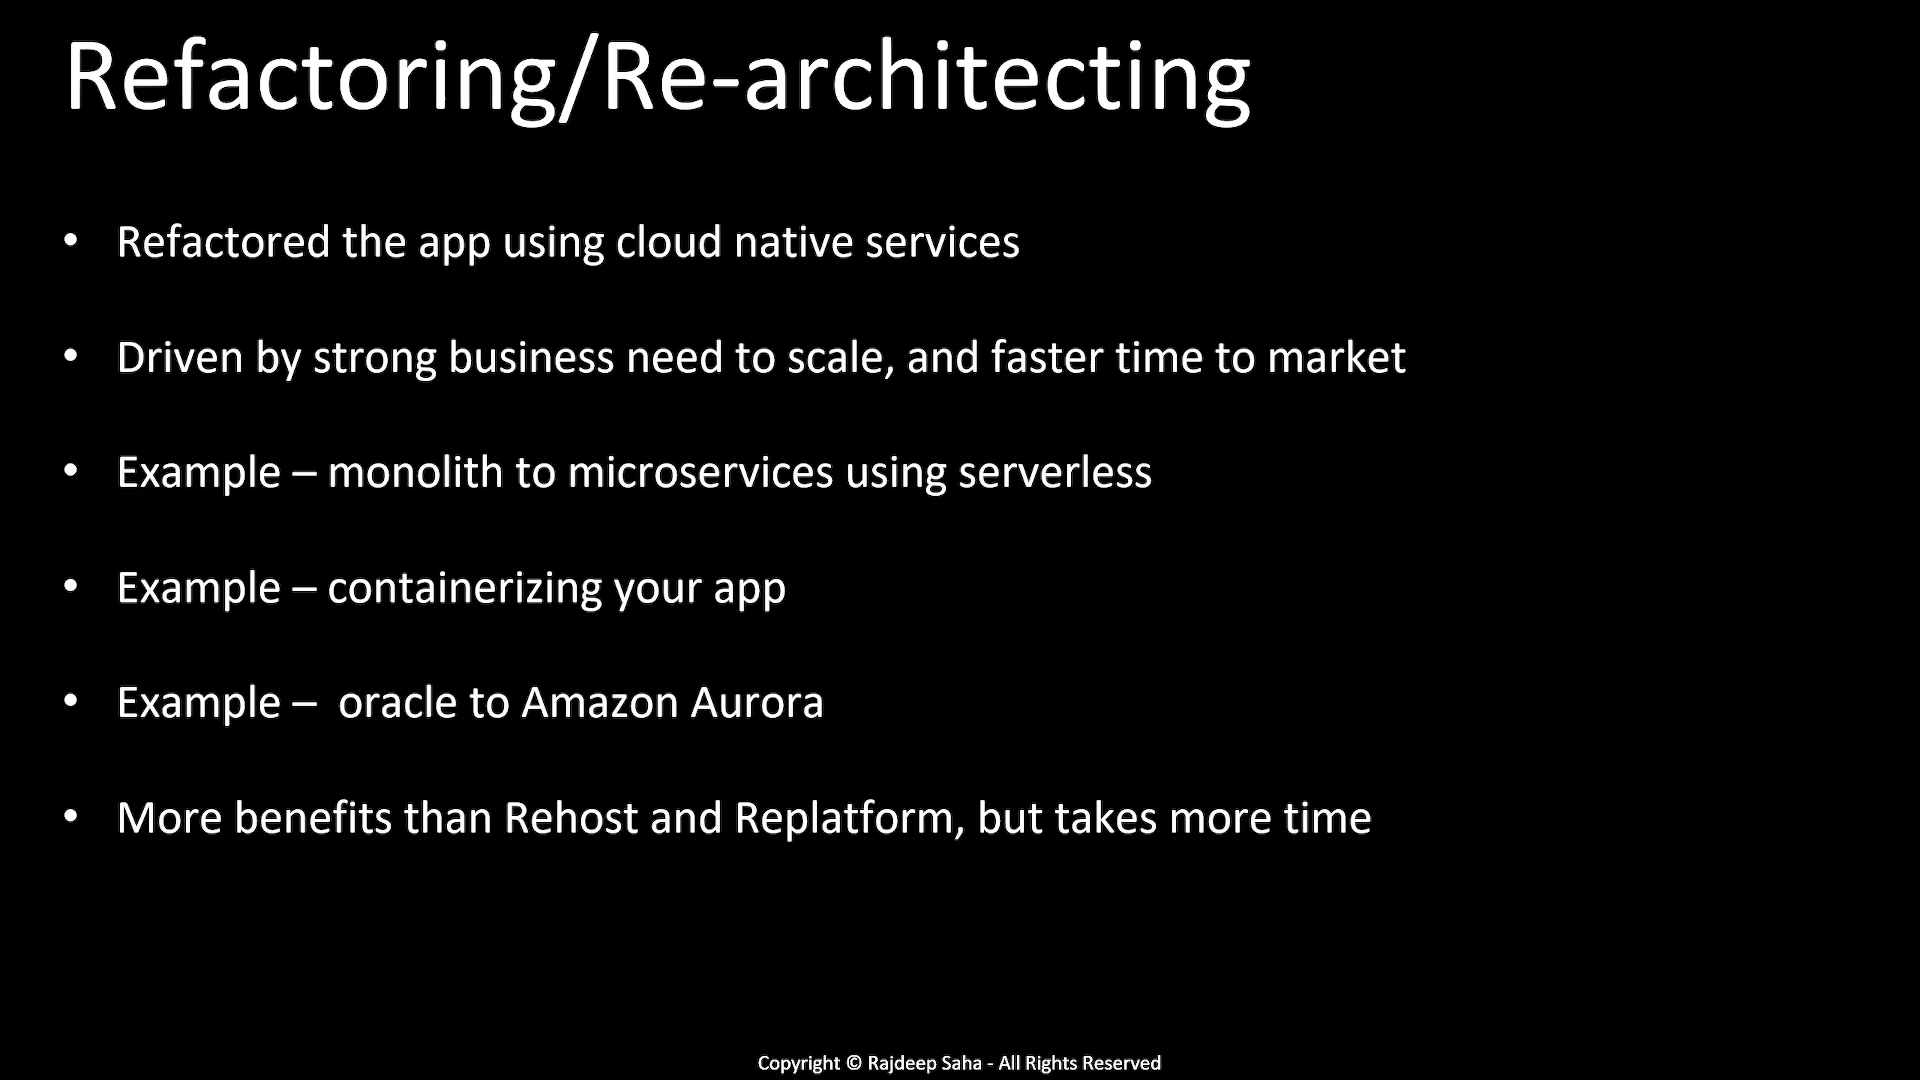 Refactoring/Re-architecting
• Refactored the app using cloud native services
• Driven by strong business need to scale, and faster time to market
• Example – monolith to microservices using serverless
• Example – containerizing your app
• Example –  oracle to Amazon Aurora
• More benefits than Rehost and Replatform, but takes more time
Copyright © Rajdeep Saha - All Rights Reserved